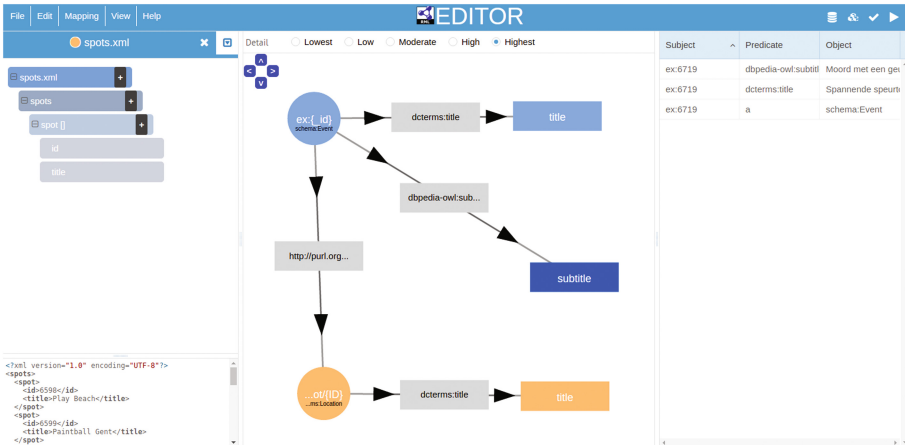 File Edit Mapping View Help
RML EDITOR
spots.xml
Detail Lowest Low Moderate High Highest
Subject Predicate Object
spots.xml +
spots +
spot [] +
id
title
ex:6719 dbpedia-owl:subtitl Moord met een geu
ex:6719 dcterms:title Spannende speurt
ex:6719 a schema:Event
ex:{_id}
schema:Event
dcterms:title
title
dbpedia-owl:sub...
http://purl.org...
subtitle
...ot/{ID}
...ms:Location
dcterms:title
title
<?xml version="1.0" encoding="UTF-8"?>
<spots>
<spot>
<id>6598</id>
<title>Play Beach</title>
</spot>
<spot>
<id>6599</id>
<title>Paintball Gent</title>
</spot>